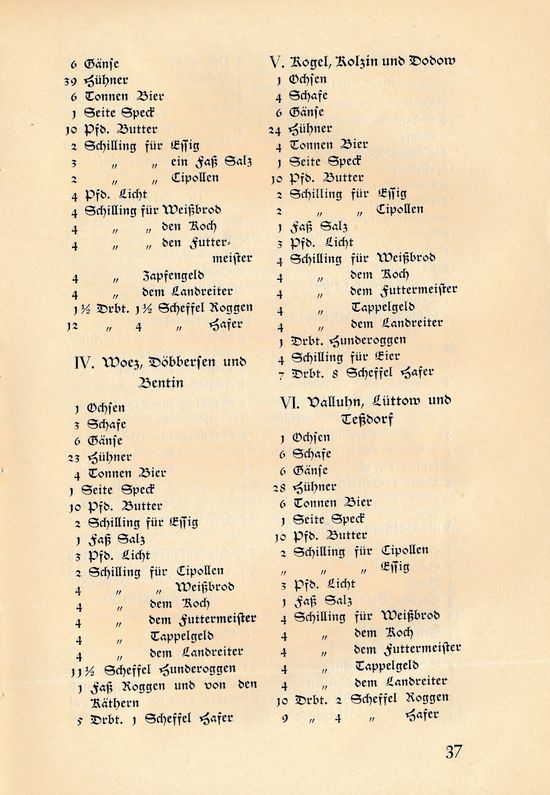 6 Gänse
39 Hühner
6 Tonnen Bier
1 Seite Speck
10 Pfd. Butter
2 Schilling für Essig
3 „ „ ein Faß Salz
2 „ „ Cipollen
4 Pfd. Licht
4 Schilling für Weißbrod
4 „ „ den Koch
4 „ „ den Futter-
meister
4 „ Zapfengeld
4 „ dem Landreiter
1½ Drbt. 1½ Scheffel Roggen
12 „ 4 „ Hafer
IV. Woez, Döbbersen und
Bentin
1 Ochsen
3 Schafe
6 Gänse
23 Hühner
4 Tonnen Bier
1 Seite Speck
10 Pfd. Butter
2 Schilling für Essig
1 Faß Salz
3 Pfd. Licht
2 Schilling für Cipollen
4 „ „ Weißbrod
4 „ dem Koch
4 „ dem Futtermeister
4 „ Tappelgeld
4 „ dem Landreiter
11½ Scheffel Hunderoggen
1 Faß Roggen und von den
Käthern
5 Drbt. 1 Scheffel Hafer
V. Kogel, Kölzin und Dodow
1 Ochsen
4 Schafe
6 Gänse
24 Hühner
4 Tonnen Bier
1 Seite Speck
10 Pfd. Butter
2 Schilling für Essig
2 „ „ Cipollen
1 Faß Salz
3 Pfd. Licht
4 Schilling für Weißbrod
4 „ dem Koch
4 „ dem Futtermeister
4 „ Tappelgeld
4 „ dem Landreiter
1 Drbt. Hunderoggen
4 Schilling für Eier
7 Drbt. 8 Scheffel Hafer
VI. Valluhn, Lüttow und
Teßdorf
1 Ochsen
6 Schafe
6 Gänse
28 Hühner
6 Tonnen Bier
1 Seite Speck
10 Pfd. Butter
2 Schilling für Cipollen
„ „ „ Essig
3 Pfd. Licht
1 Faß Salz
4 Schilling für Weißbrod
4 „ dem Koch
4 „ dem Futtermeister
4 „ Tappelgeld
4 „ dem Landreiter
10 Drbt. 2 Scheffel Roggen
9 „ 4 „ Hafer
37